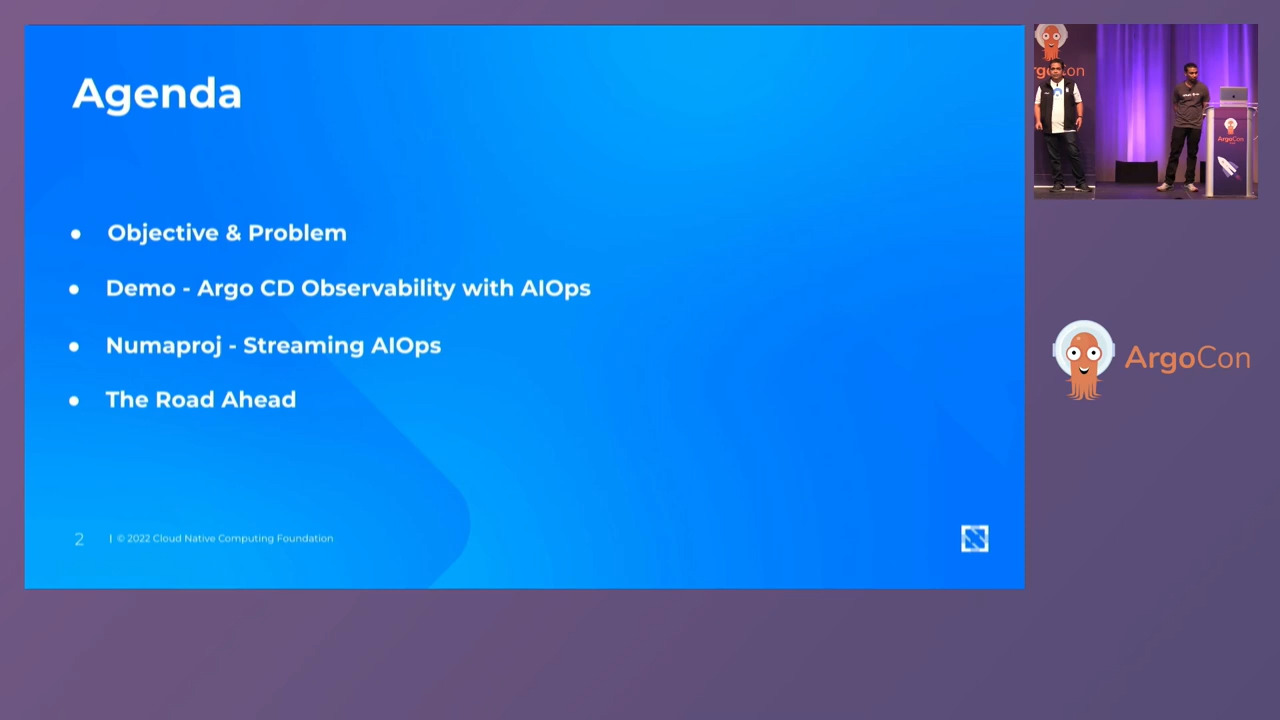 Agenda
● Objective & Problem
● Demo - Argo CD Observability with AIOps
● Numaproj - Streaming AIOps
● The Road Ahead
2 | © 2022 Cloud Native Computing Foundation
ArgoCon
ArgoCon